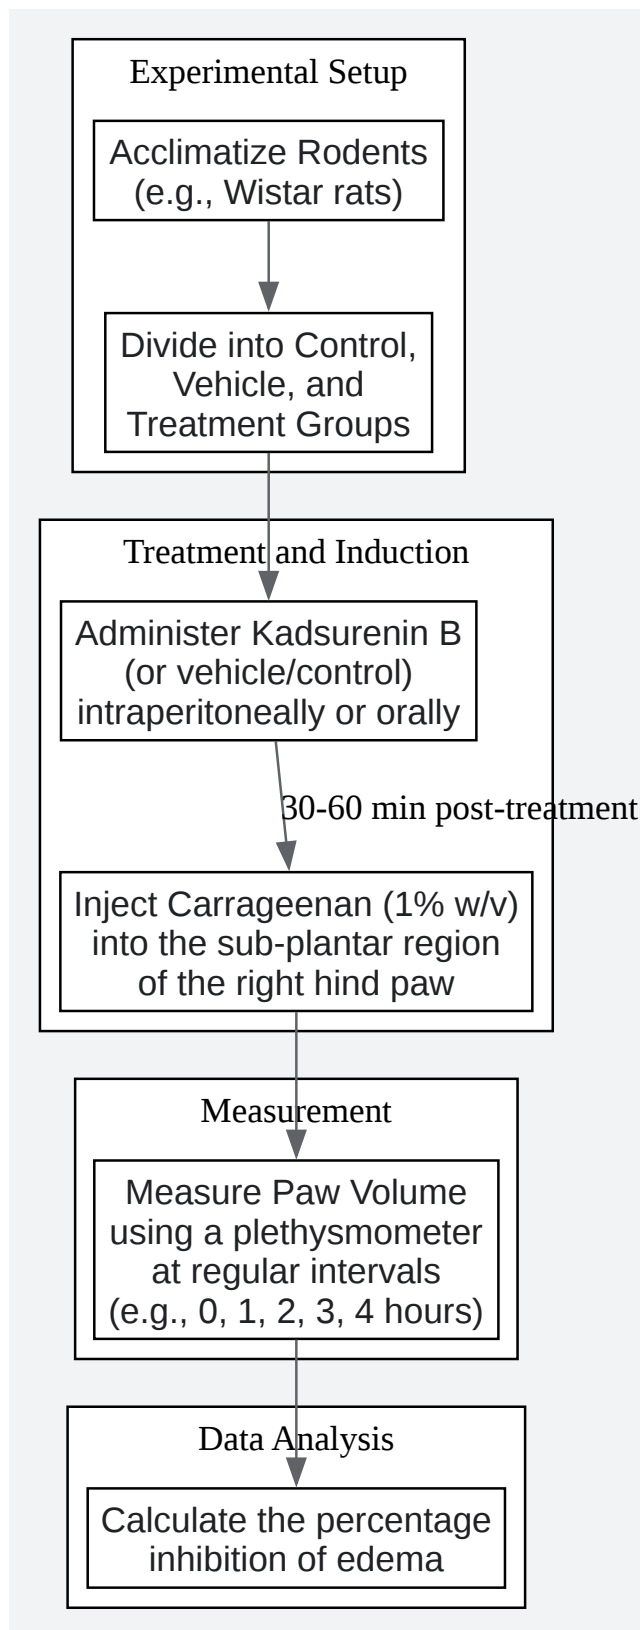 Experimental Setup
Acclimatize Rodents
(e.g., Wistar rats)
Divide into Control,
Vehicle, and
Treatment Groups
Treatment and Induction
Administer Kadsurenin B
(or vehicle/control)
intraperitoneally or orally
30-60 min post-treatment
Inject Carrageenan (1% w/v)
into the sub-plantar region
of the right hind paw
Measurement
Measure Paw Volume
using a plethysmometer
at regular intervals
(e.g., 0, 1, 2, 3, 4 hours)
Data Analysis
Calculate the percentage
inhibition of edema